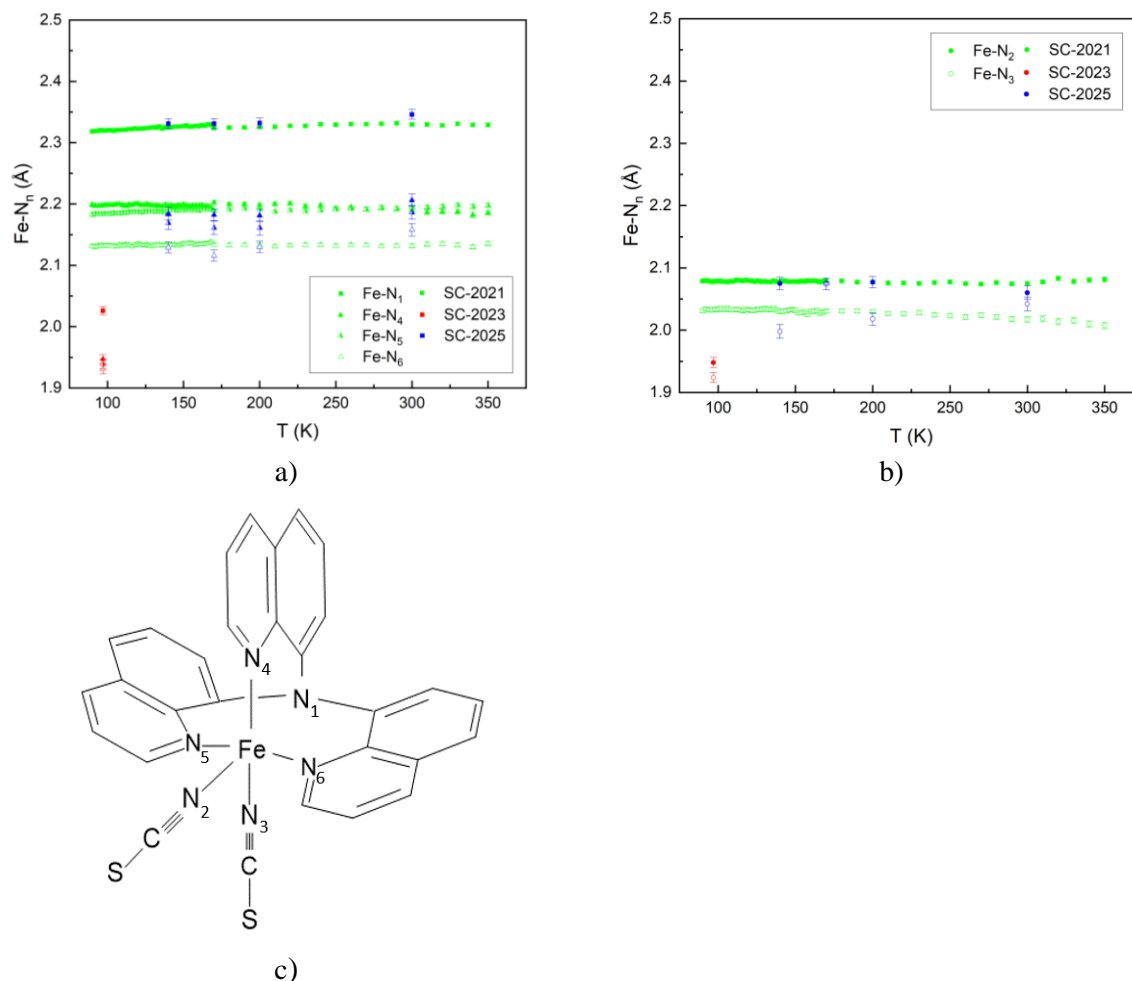 2.5
2.4
2.3
2.2
2.1
2.0
1.9
Fe-Nn (Å)
Fe-N1 SC-2021
Fe-N4 SC-2023
Fe-N5 SC-2025
Fe-N6
100 150 200 250 300 350
T (K)
a)
2.5
2.4
2.3
2.2
2.1
2.0
1.9
Fe-Nn (Å)
Fe-N2 SC-2021
Fe-N3 SC-2023
SC-2025
100 150 200 250 300 350
T (K)
b)
N4
N1
N5 Fe N6
N2 N3
C
S C
S
c)